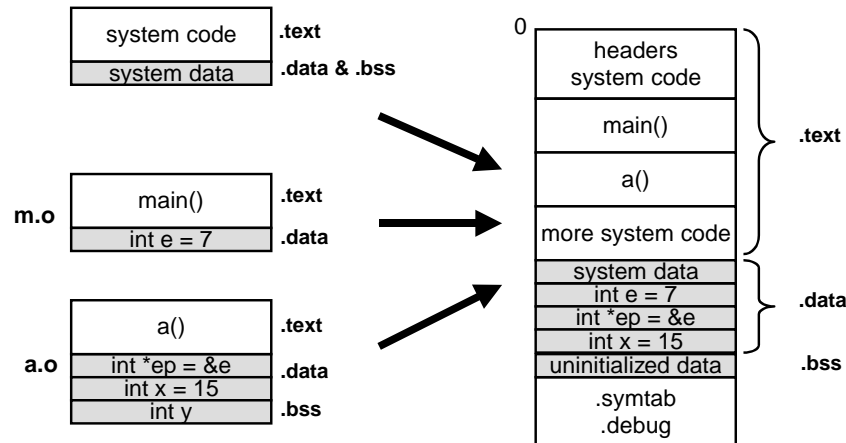 system code
.text
system data
.data & .bss
m.o
main()
.text
int e = 7
.data
a.o
a()
.text
int *ep = &e
.data
int x = 15
int y
.bss
0
headers
system code
main()
.text
a()
more system code
system data
int e = 7
.data
int *ep = &e
int x = 15
uninitialized data
.bss
.symtab
.debug